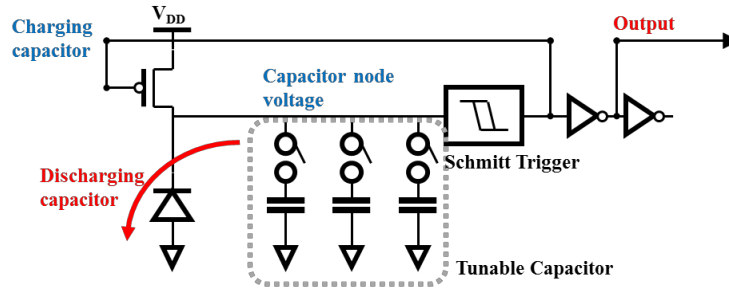 Charging
capacitor
VDD
Output
Capacitor node
voltage
Schmitt Trigger
Discharging
capacitor
Tunable Capacitor